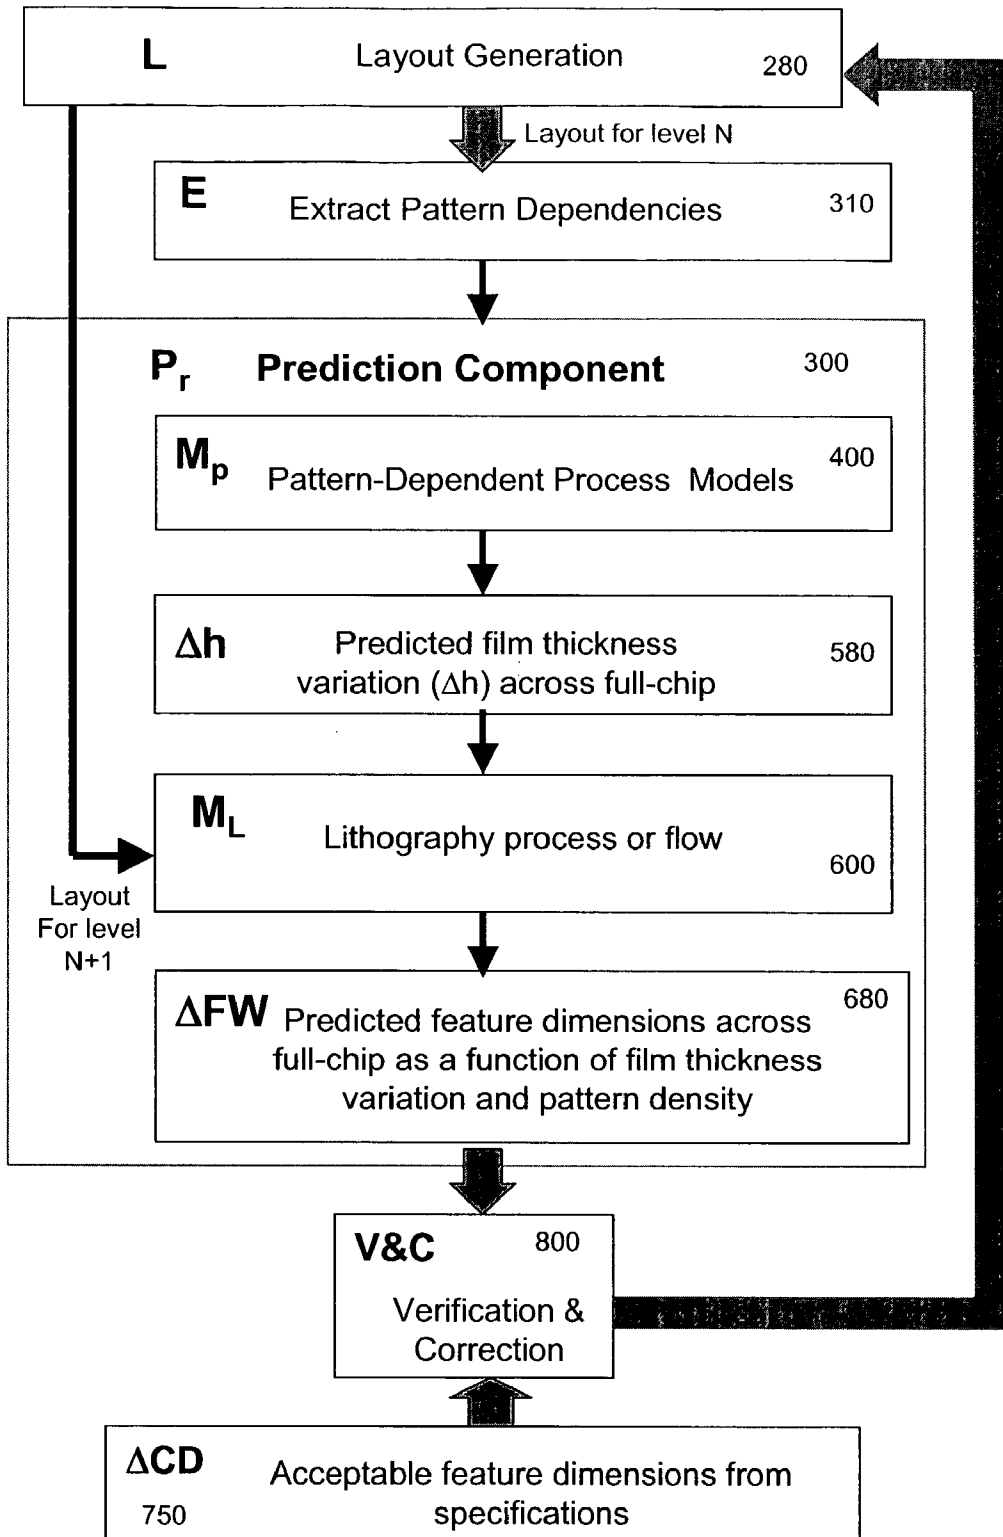 L Layout Generation 280
Layout for level N
E Extract Pattern Dependencies 310
Pr Prediction Component 300
Mp Pattern-Dependent Process Models 400
Δh Predicted film thickness
variation (Δh) across full-chip 580
ML Lithography process or flow 600
Layout
For level
N+1
ΔFW Predicted feature dimensions across 680
full-chip as a function of film thickness
variation and pattern density
V&C 800
Verification &
Correction
ΔCD Acceptable feature dimensions from
750 specifications